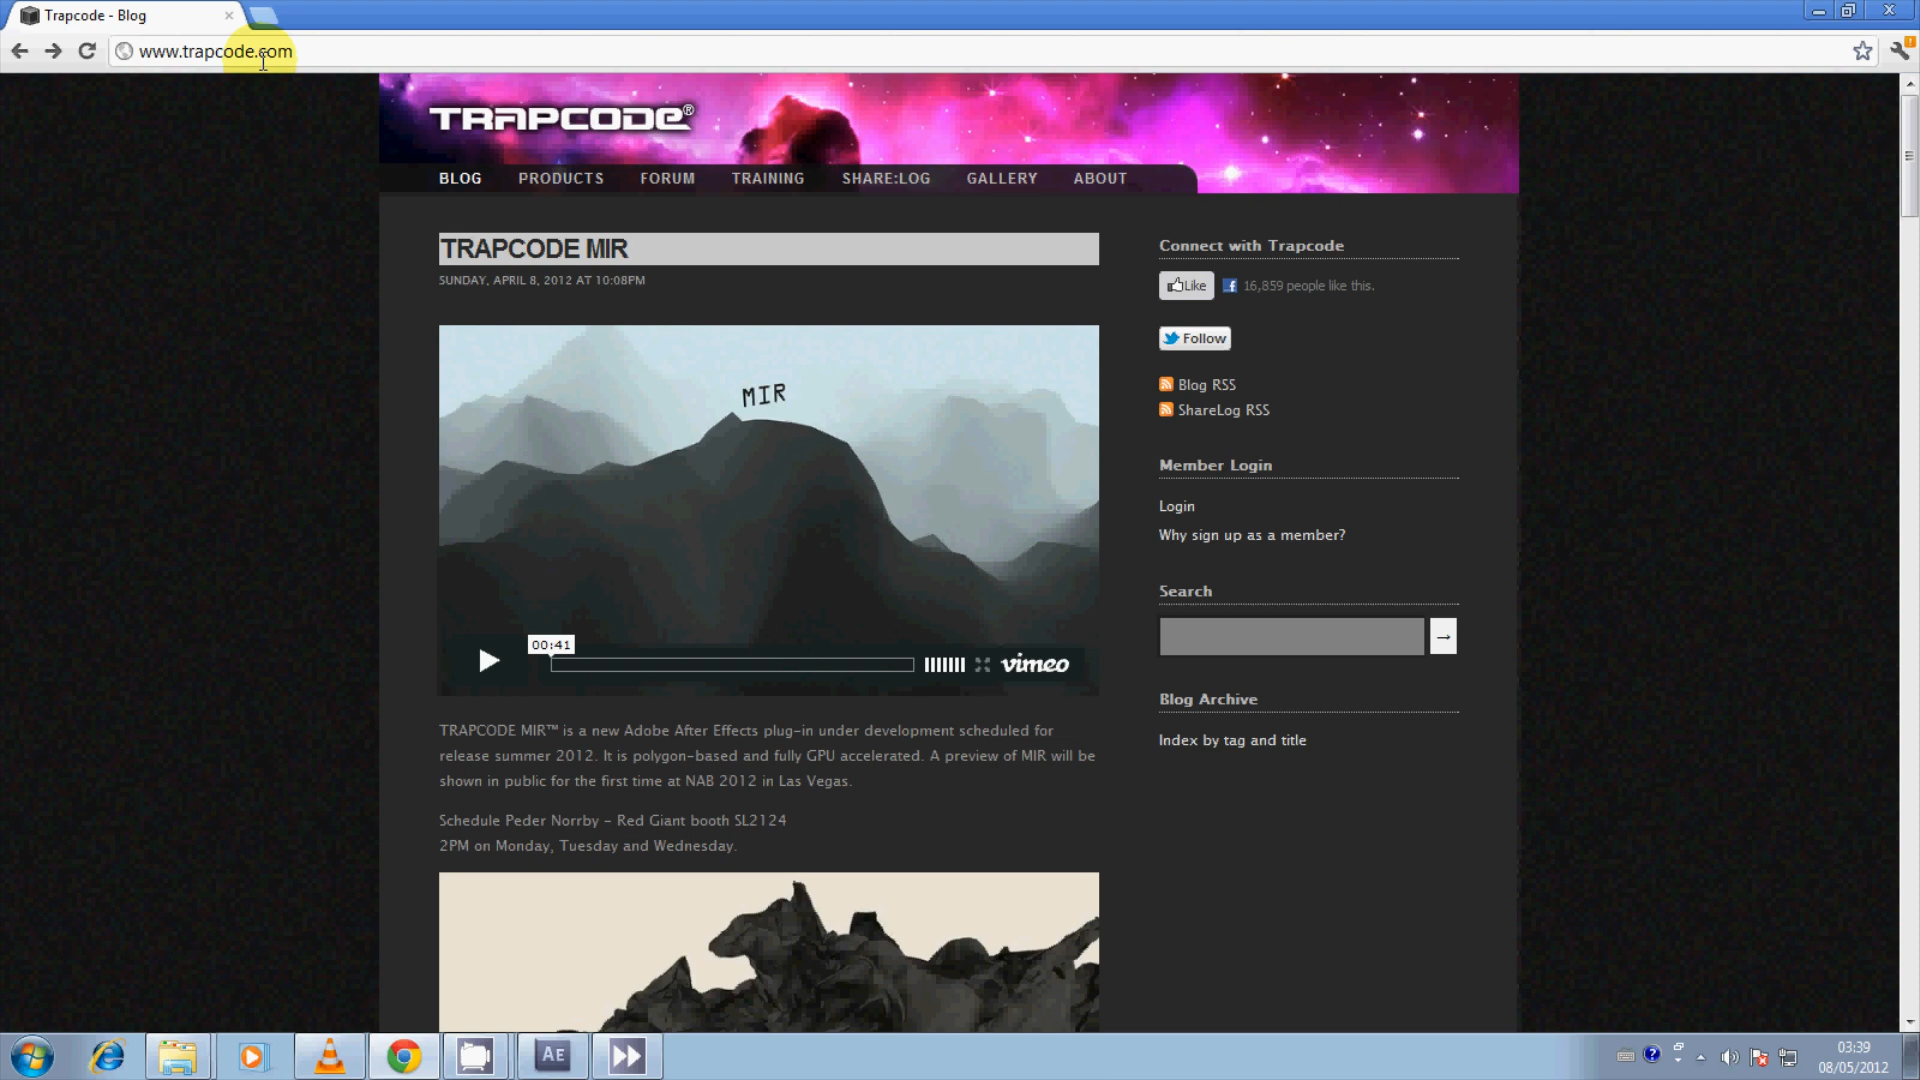 Trapcode - Blog
www.trapcode.com
TRAPCODE®
BLOG PRODUCTS FORUM TRAINING SHARE:LOG GALLERY ABOUT
TRAPCODE MIR
SUNDAY, APRIL 8, 2012 AT 10:08PM
MIR
00:41
vimeo
TRAPCODE MIR™ is a new Adobe After Effects plug-in under development scheduled for
release summer 2012. It is polygon-based and fully GPU accelerated. A preview of MIR will be
shown in public for the first time at NAB 2012 in Las Vegas.
Schedule Peder Norrby - Red Giant booth SL2124
2PM on Monday, Tuesday and Wednesday.
Connect with Trapcode
Like 16,859 people like this.
Follow
Blog RSS
ShareLog RSS
Member Login
Login
Why sign up as a member?
Search
Blog Archive
Index by tag and title
AE
03:39
08/05/2012